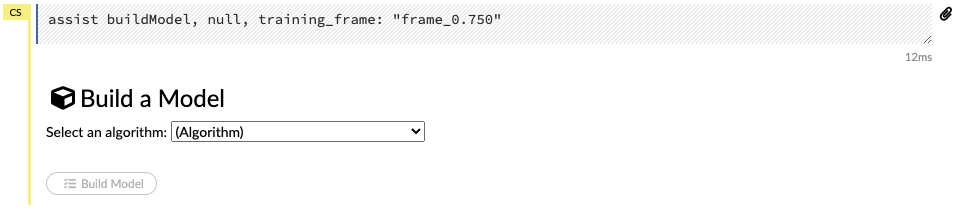 CS
assist buildModel, null, training_frame: "frame_0.750"
12ms
Build a Model
Select an algorithm: (Algorithm)
Build Model